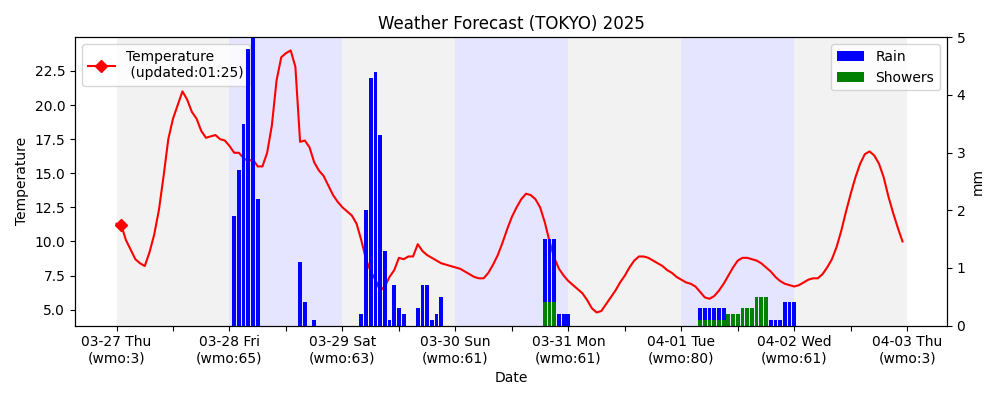 Weather Forecast (TOKYO) 2025
Temperature
(updated:01:25)
Rain
Showers
Temperature
22.5
20.0
17.5
15.0
12.5
10.0
7.5
5.0
5
4
3
2
1
0
mm
03-27 Thu
(wmo:3)
03-28 Fri
(wmo:65)
03-29 Sat
(wmo:63)
03-30 Sun
(wmo:61)
03-31 Mon
(wmo:61)
04-01 Tue
(wmo:80)
04-02 Wed
(wmo:61)
04-03 Thu
(wmo:3)
Date